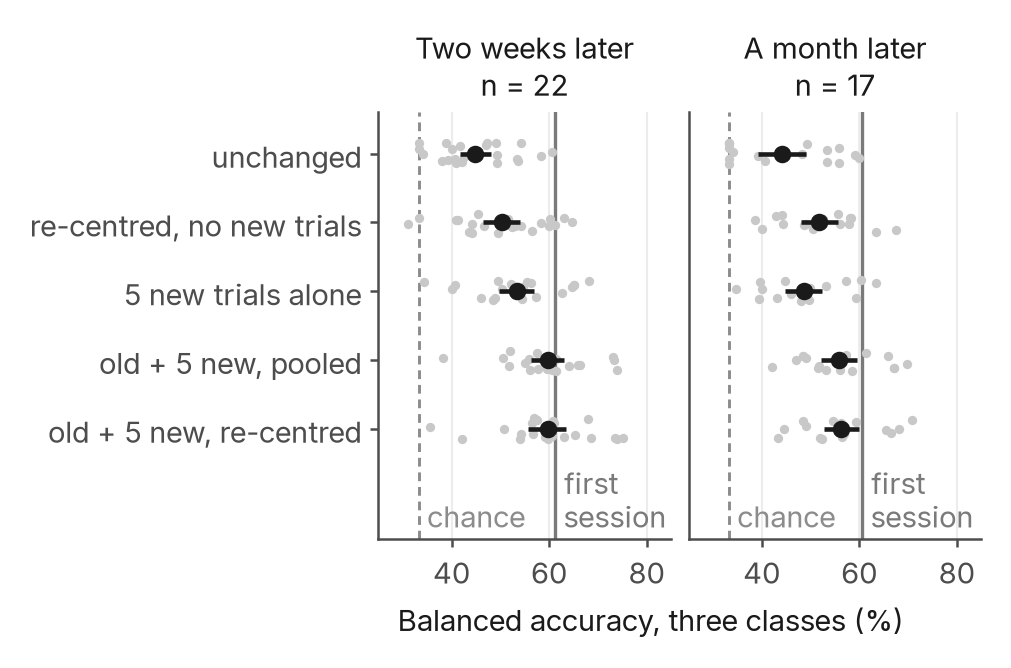 Two weeks later
n = 22
A month later
n = 17
unchanged
re-centred, no new trials
5 new trials alone
old + 5 new, pooled
old + 5 new, re-centred
chance
first
session
chance
first
session
40 60 80
40 60 80
Balanced accuracy, three classes (%)